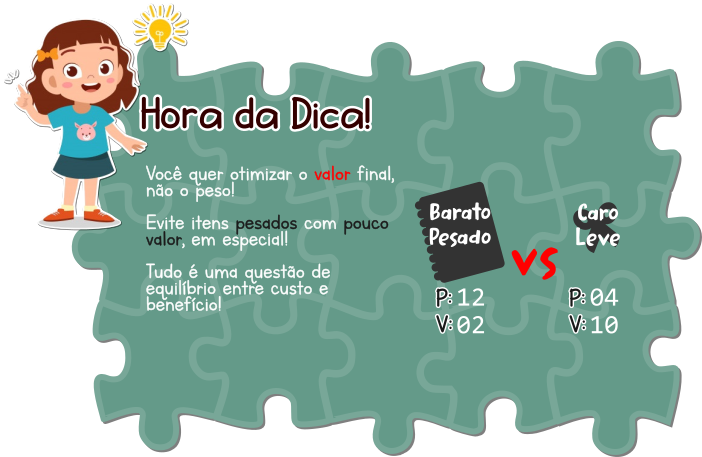 Hora da Dica!
Você quer otimizar o valor final,
não o peso!
Evite itens pesados com pouco
valor, em especial!
Tudo é uma questão de
equilíbrio entre custo e
benefício!
Barato
Pesado
P: 12
V: 02
VS
Caro
Leve
P: 04
V: 10